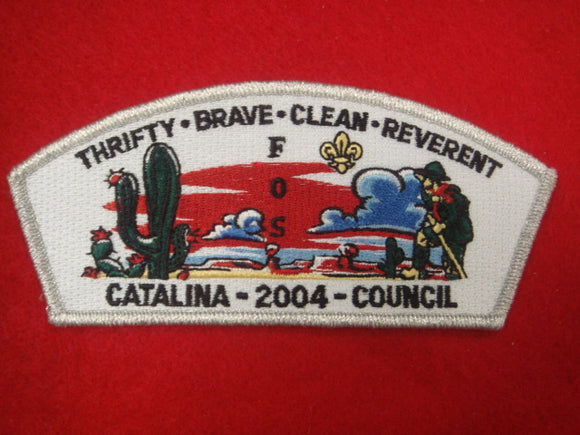 THRIFTY • BRAVE • CLEAN • REVERENT
F
O
S
CATALINA - 2004 - COUNCIL